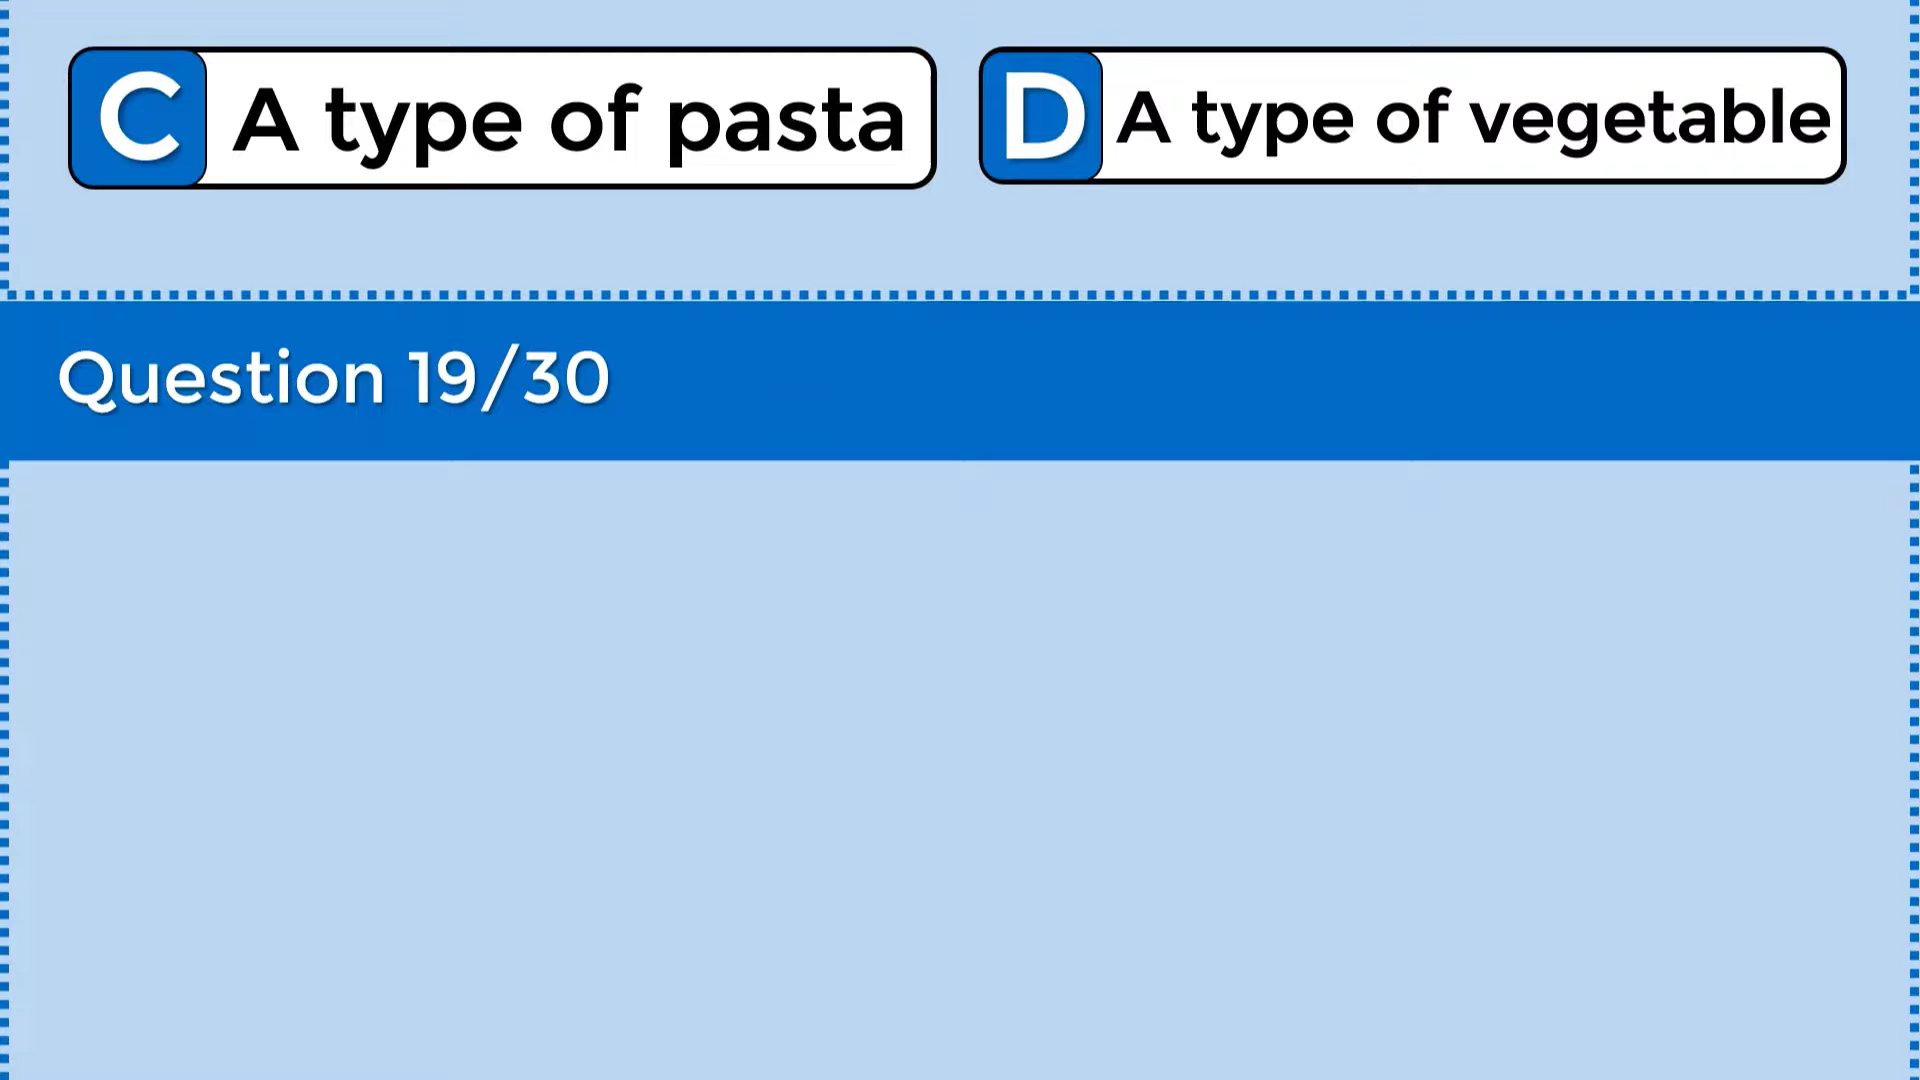 C A type of pasta
D A type of vegetable
Question 19/30